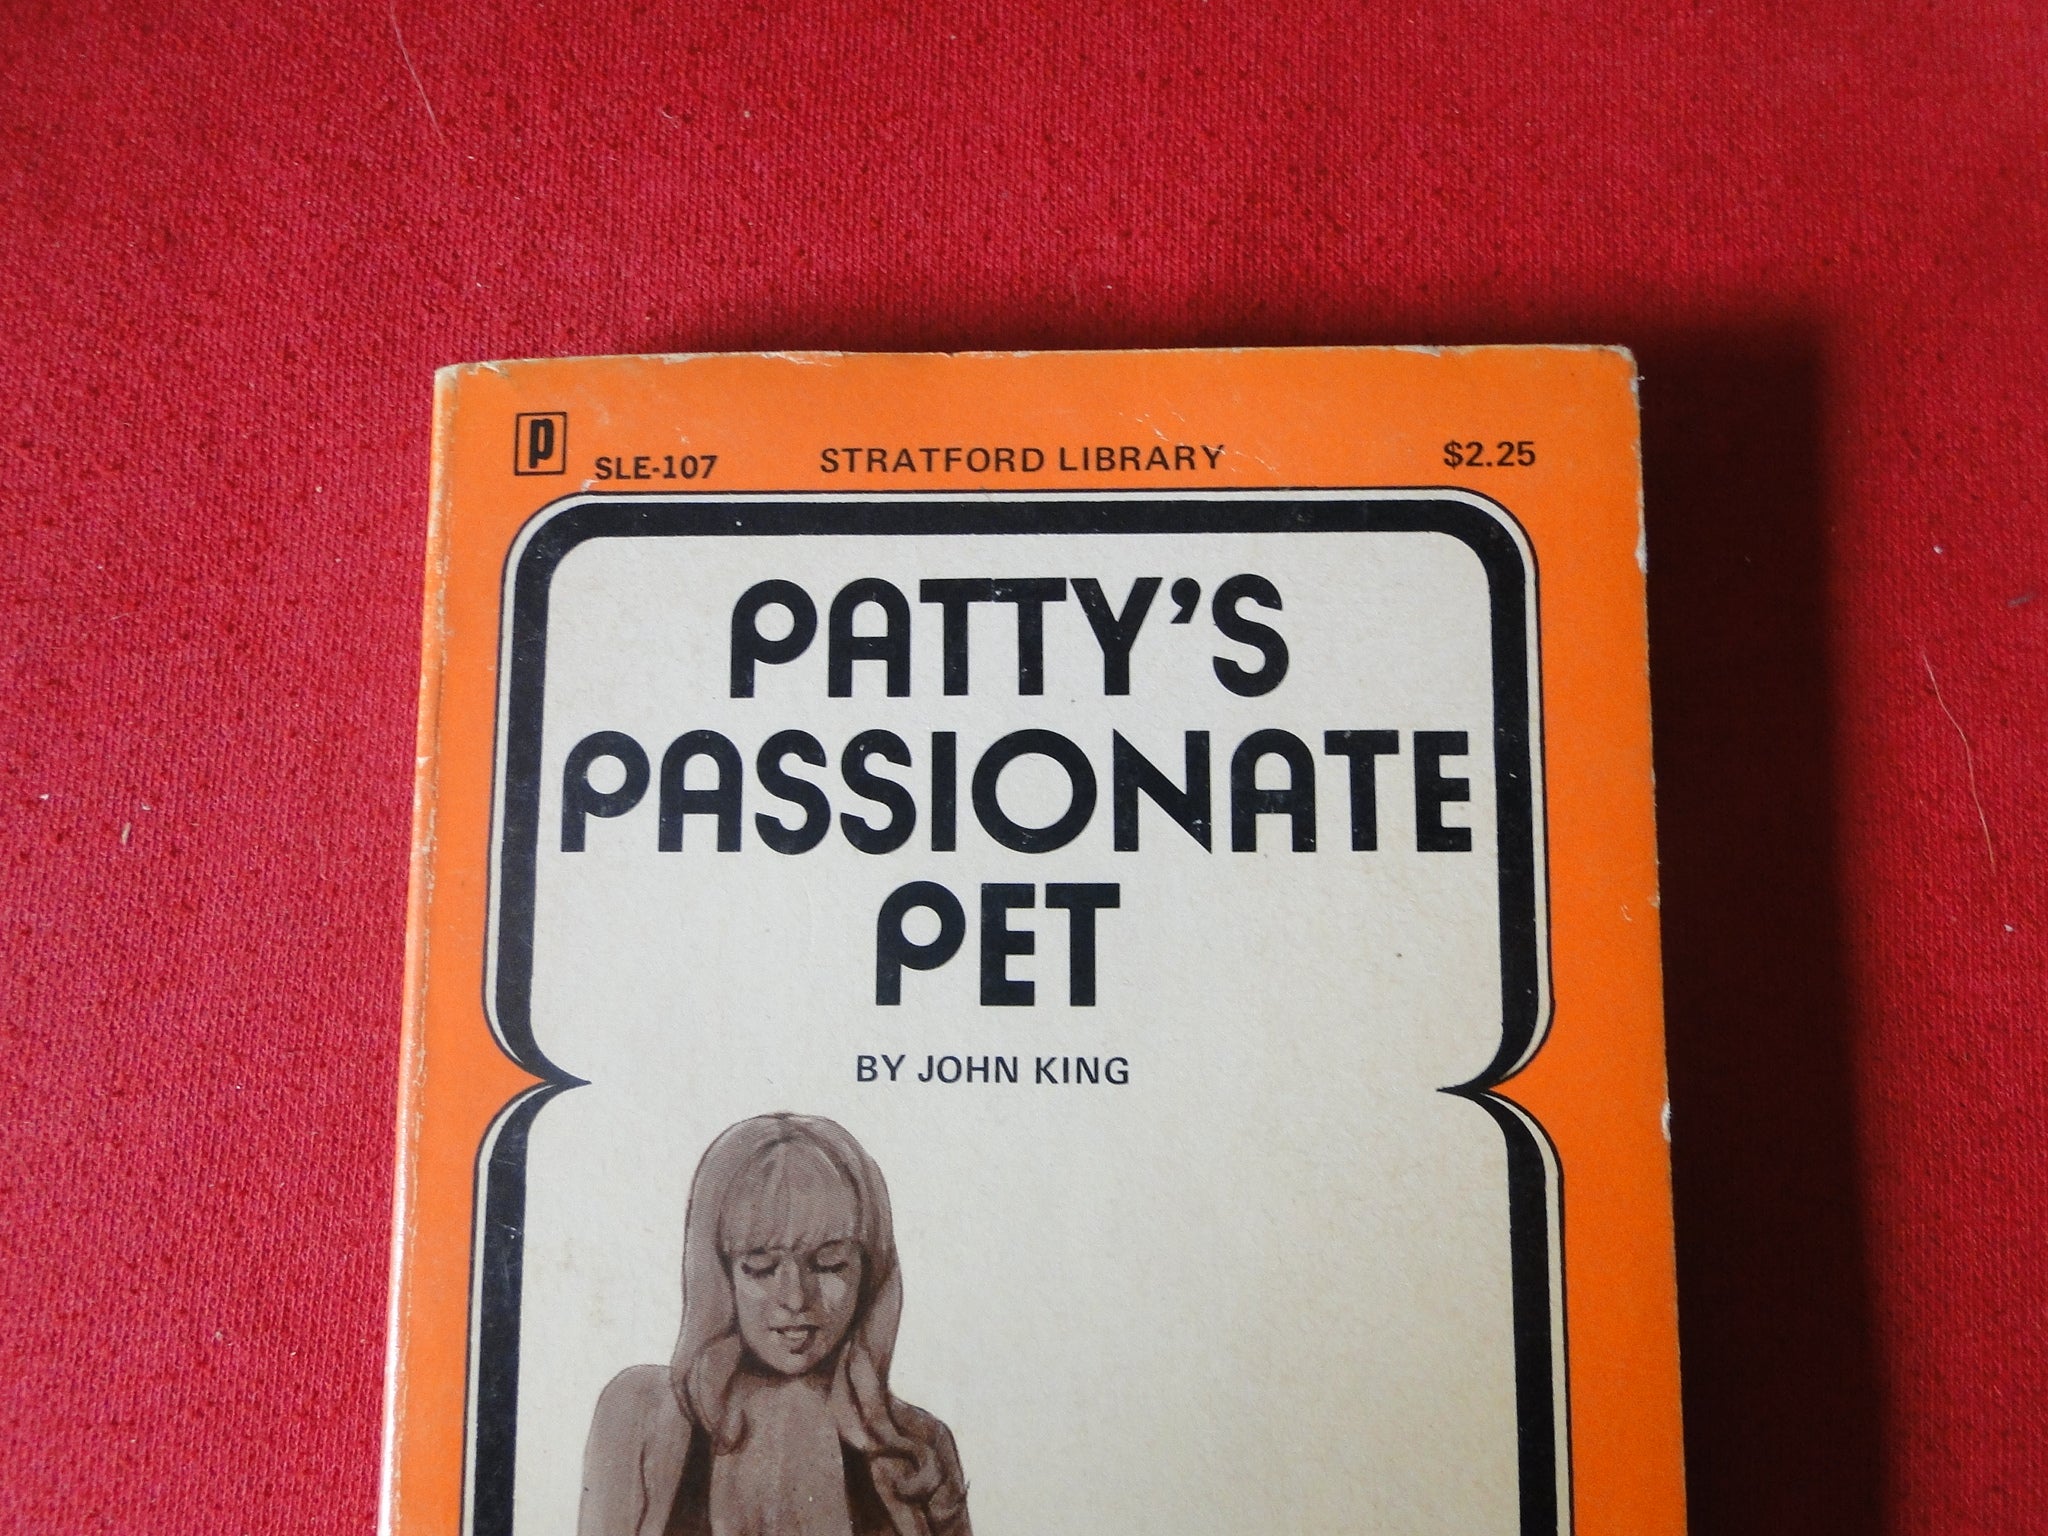 p
SLE-107 STRATFORD LIBRARY $2.25
PATTY'S
PASSIONATE
PET
BY JOHN KING